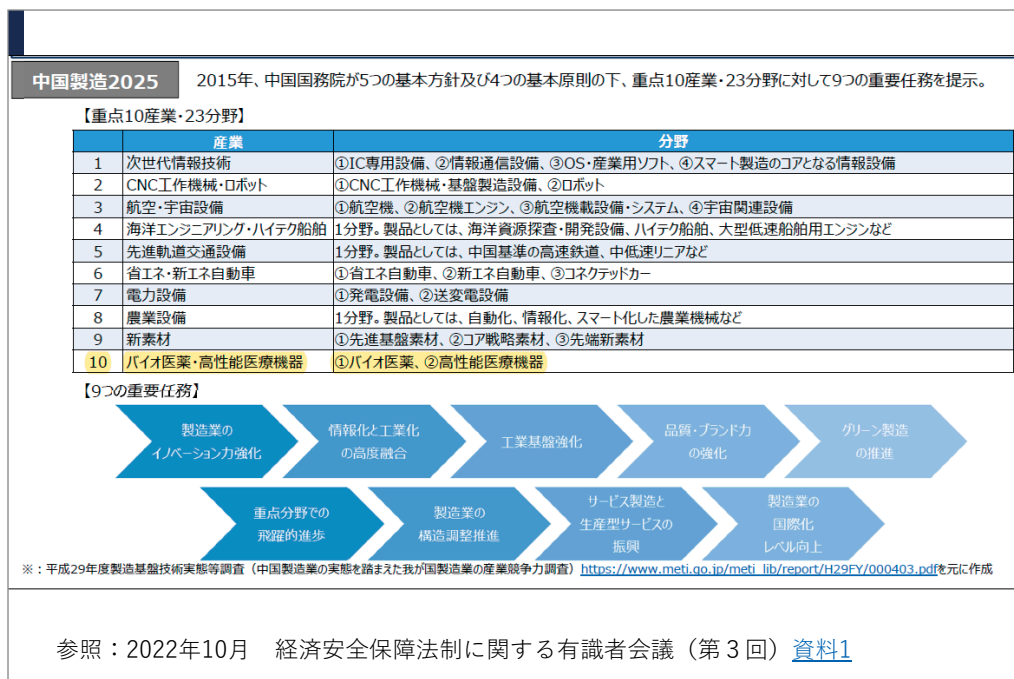 中国製造2025
2015年、中国国務院が5つの基本方針及び4つの基本原則の下、重点10産業・23分野に対して9つの重要任務を提示。
【重点10産業・23分野】
産業 分野
1 次世代情報技術 ①IC専用設備、②情報通信設備、③OS・産業用ソフト、④スマート製造のコアとなる情報設備
2 CNC工作機械・ロボット ①CNC工作機械・基盤製造設備、②ロボット
3 航空・宇宙設備 ①航空機、②航空機エンジン、③航空機載設備・システム、④宇宙関連設備
4 海洋エンジニアリング・ハイテク船舶 1分野。製品としては、海洋資源探査・開発設備、ハイテク船舶、大型低速船舶用エンジンなど
5 先進軌道交通設備 1分野。製品としては、中国基準の高速鉄道、中低速リニアなど
6 省エネ・新エネ自動車 ①省エネ自動車、②新エネ自動車、③コネクテッドカー
7 電力設備 ①発電設備、②送変電設備
8 農業設備 1分野。製品としては、自動化、情報化、スマート化した農業機械など
9 新素材 ①先進基盤素材、②コア戦略素材、③先端新素材
10 バイオ医薬・高性能医療機器 ①バイオ医薬、②高性能医療機器
【9つの重要任務】
製造業の
イノベーション力強化
情報化と工業化
の高度融合
工業基盤強化
品質・ブランド力
の強化
グリーン製造
の推進
重点分野での
飛躍的進歩
製造業の
構造調整推進
サービス製造と
生産型サービスの
振興
製造業の
国際化
レベル向上
※：平成29年度製造基盤技術実態等調査（中国製造業の実態を踏まえた我が国製造業の産業競争力調査）https://www.meti.go.jp/meti_lib/report/H29FY/000403.pdfを元に作成
参照：2022年10月　経済安全保障法制に関する有識者会議（第３回）資料1